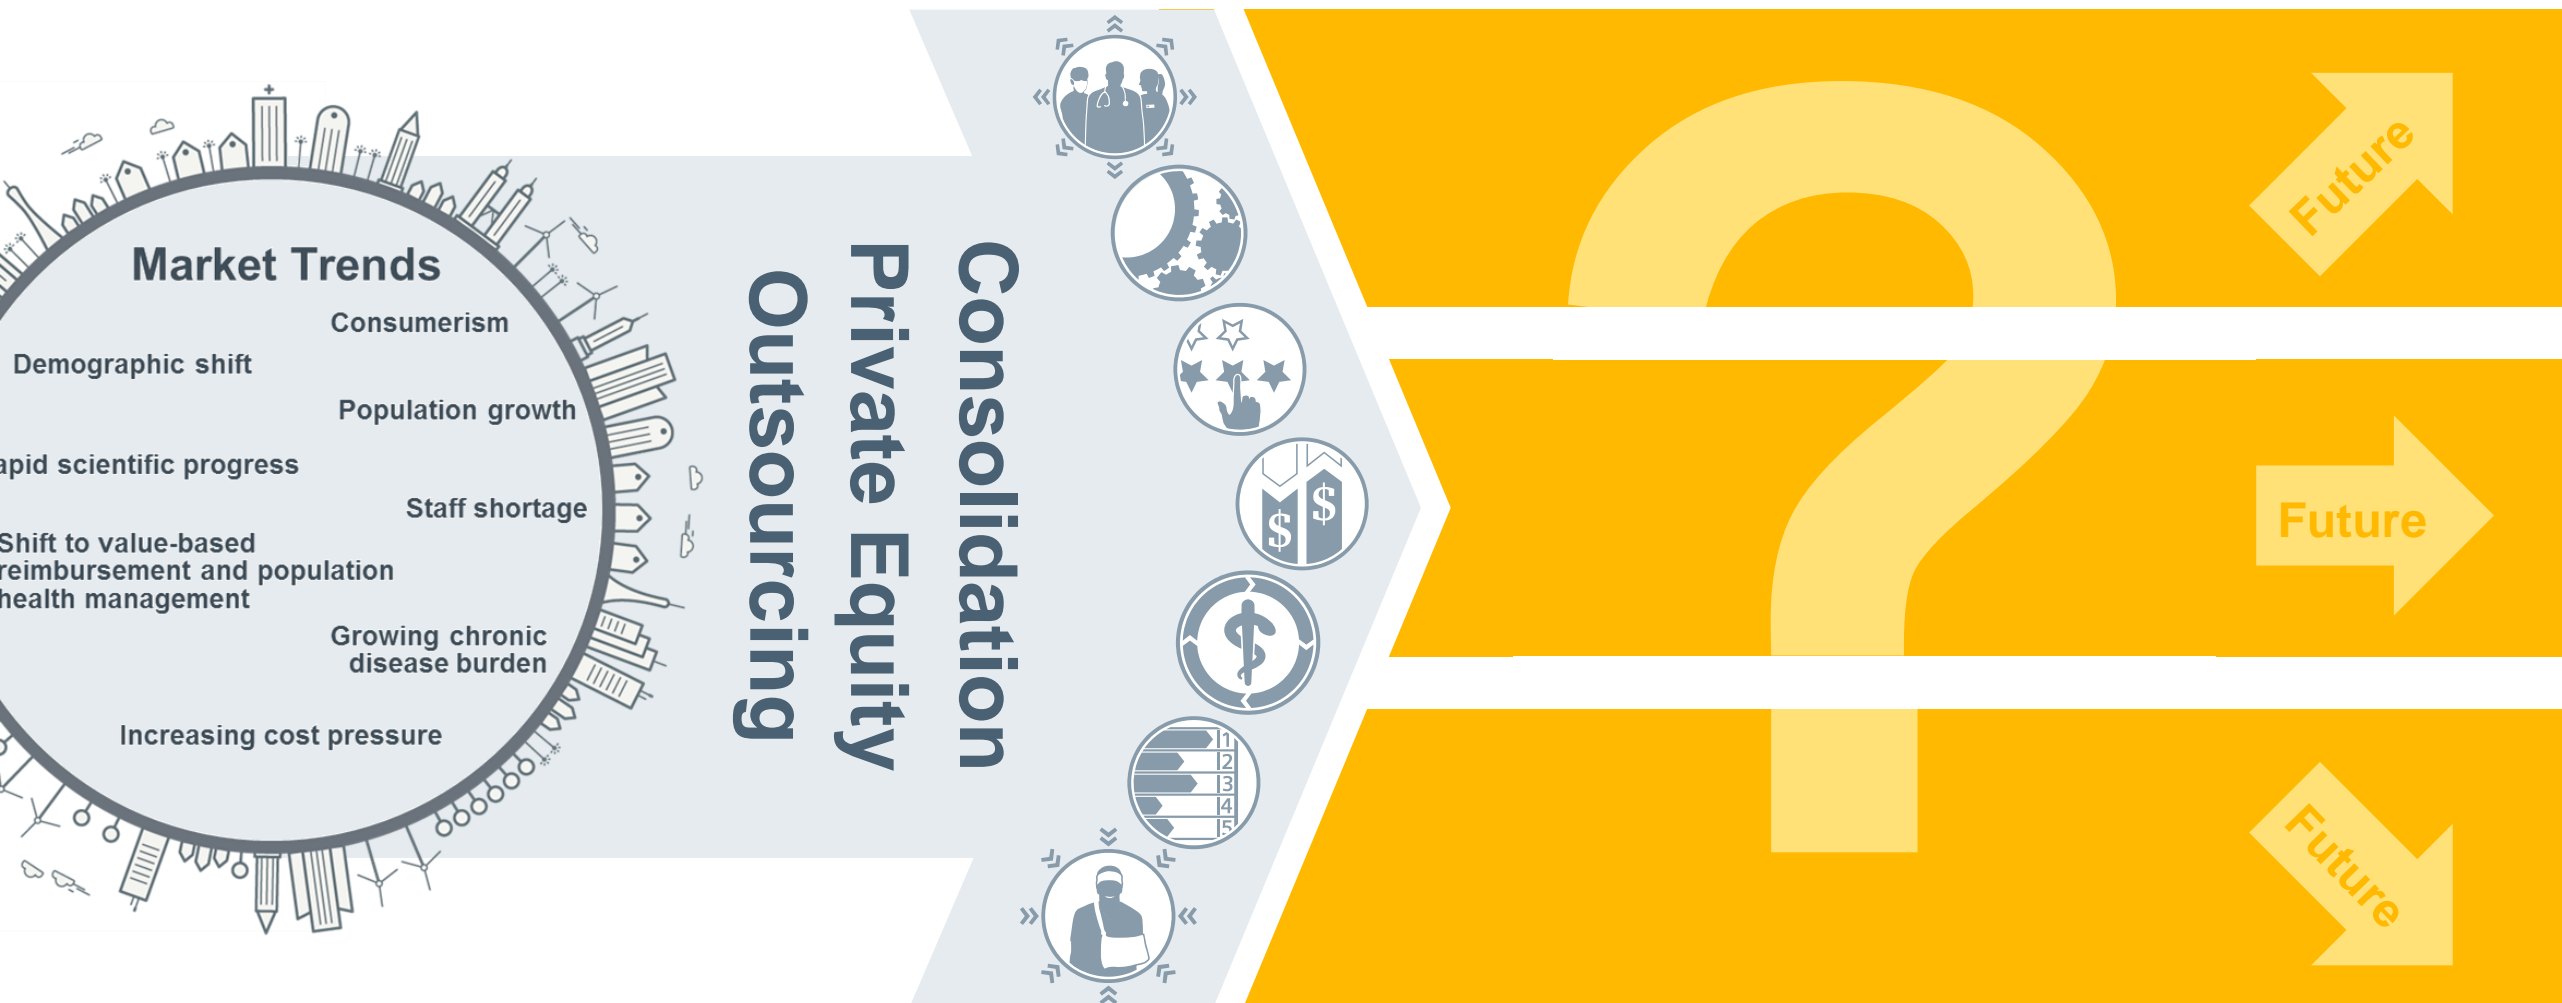 Market Trends
Consumerism
Demographic shift
Population growth
apid scientific progress
Staff shortage
Shift to value-based
reimbursement and population
health management
Growing chronic
disease burden
Increasing cost pressure
Consolidation
Private Equity
Outsourcing
$
$
1
2
3
4
5
Future
Future
Future